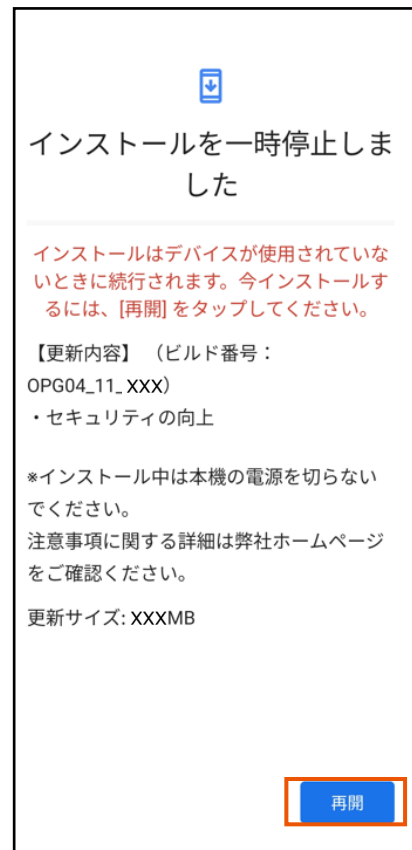 インストールを一時停止しま
した
インストールはデバイスが使用されていな
いときに続行されます。今インストールす
るには、[再開] をタップしてください。
【更新内容】 （ビルド番号：
OPG04_11_XXX）
・セキュリティの向上
※インストール中は本機の電源を切らない
でください。
注意事項に関する詳細は弊社ホームページ
をご確認ください。
更新サイズ: XXXMB
再開